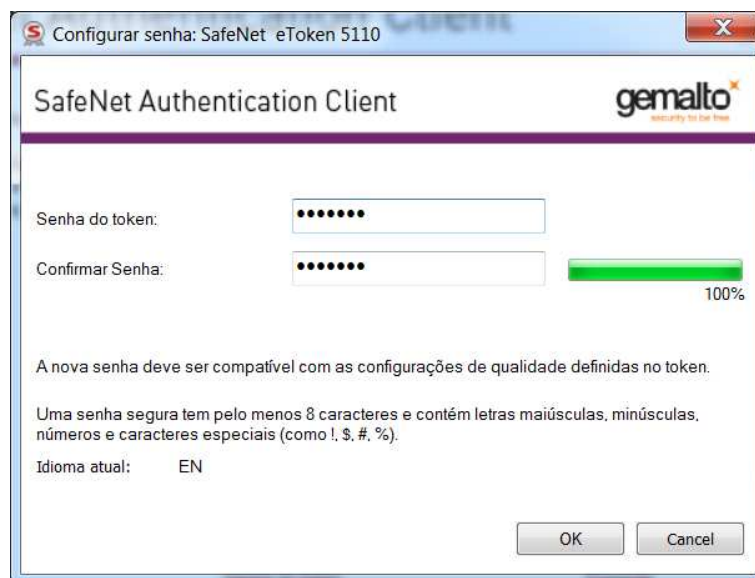 Configurar senha: SafeNet eToken 5110
SafeNet Authentication Client
gemalto
security to be free
Senha do token:
•••••••
Confirmar Senha:
•••••••
100%
A nova senha deve ser compatível com as configurações de qualidade definidas no token.
Uma senha segura tem pelo menos 8 caracteres e contém letras maiúsculas, minúsculas,
números e caracteres especiais (como !, $, #, %).
Idioma atual: EN
OK Cancel